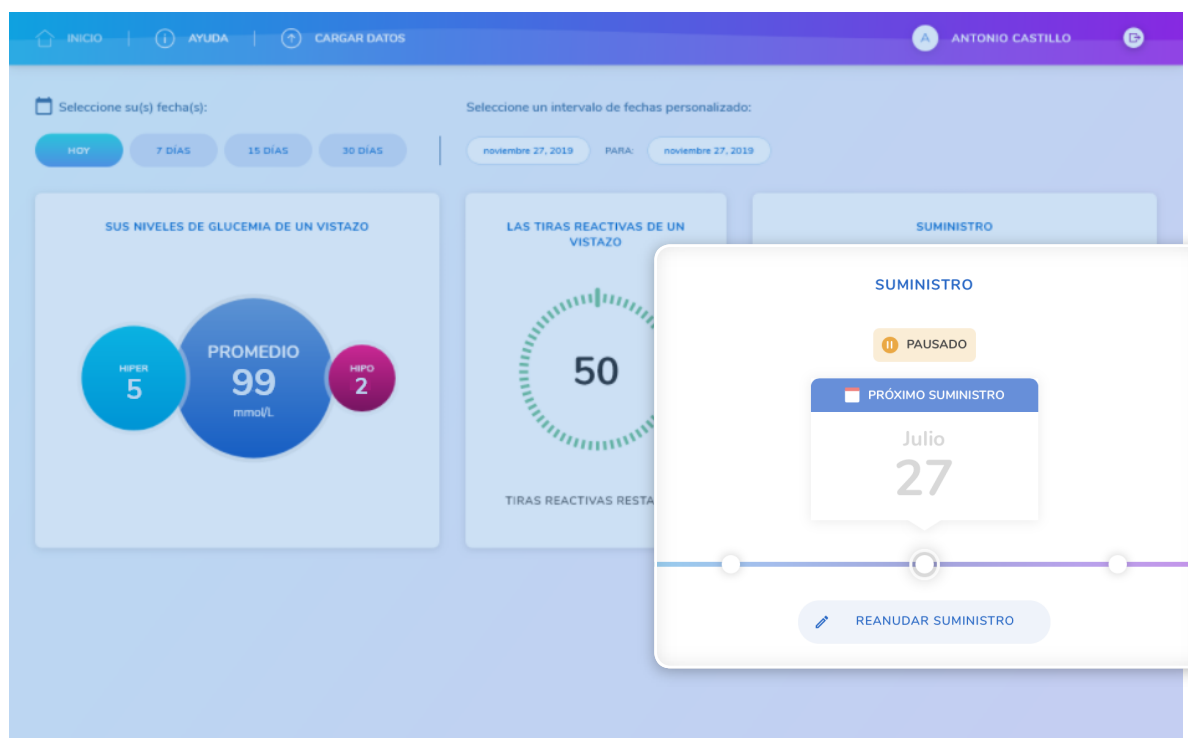 INICIO
AYUDA
CARGAR DATOS
A
ANTONIO CASTILLO
Seleccione su(s) fecha(s):
HOY
7 DÍAS
15 DÍAS
30 DÍAS
Seleccione un intervalo de fechas personalizado:
noviembre 27, 2019
PARA:
noviembre 27, 2019
SUS NIVELES DE GLUCEMIA DE UN VISTAZO
HIPER
5
PROMEDIO
99
mmol/L
HIPO
2
LAS TIRAS REACTIVAS DE UN
VISTAZO
50
TIRAS REACTIVAS RESTA
SUMINISTRO
SUMINISTRO
PAUSADO
PRÓXIMO SUMINISTRO
Julio
27
REANUDAR SUMINISTRO